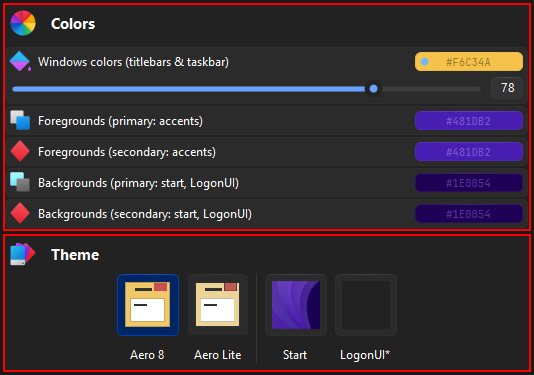 Colors
Windows colors (titlebars & taskbar)
#F6C34A
78
Foregrounds (primary: accents)
#481DB2
Foregrounds (secondary: accents)
#481DB2
Backgrounds (primary: start, LogonUI)
#1E0054
Backgrounds (secondary: start, LogonUI)
#1E0054
Theme
Aero 8
Aero Lite
Start
LogonUI*